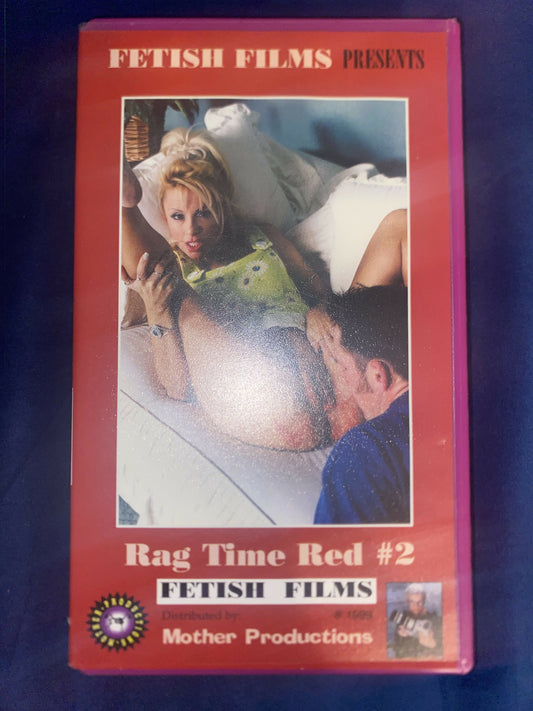 FETISH FILMS PRESENTS
Rag Time Red #2
FETISH FILMS
Distributed by: # 1999
Mother Productions